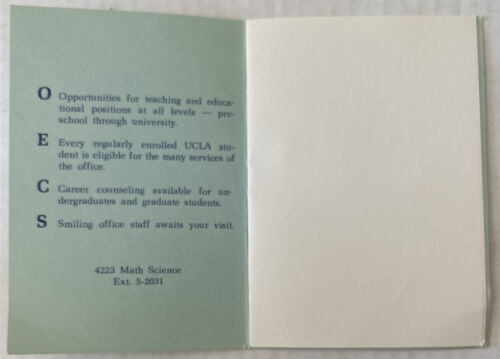 O Opportunities for teaching and educa-
tional positions at all levels — pre-
school through university.
E Every regularly enrolled UCLA stu-
dent is eligible for the many services of
the office.
C Career counseling available for un-
dergraduates and graduate students.
S Smiling office staff awaits your visit.
4223 Math Science
Ext. 5-2031